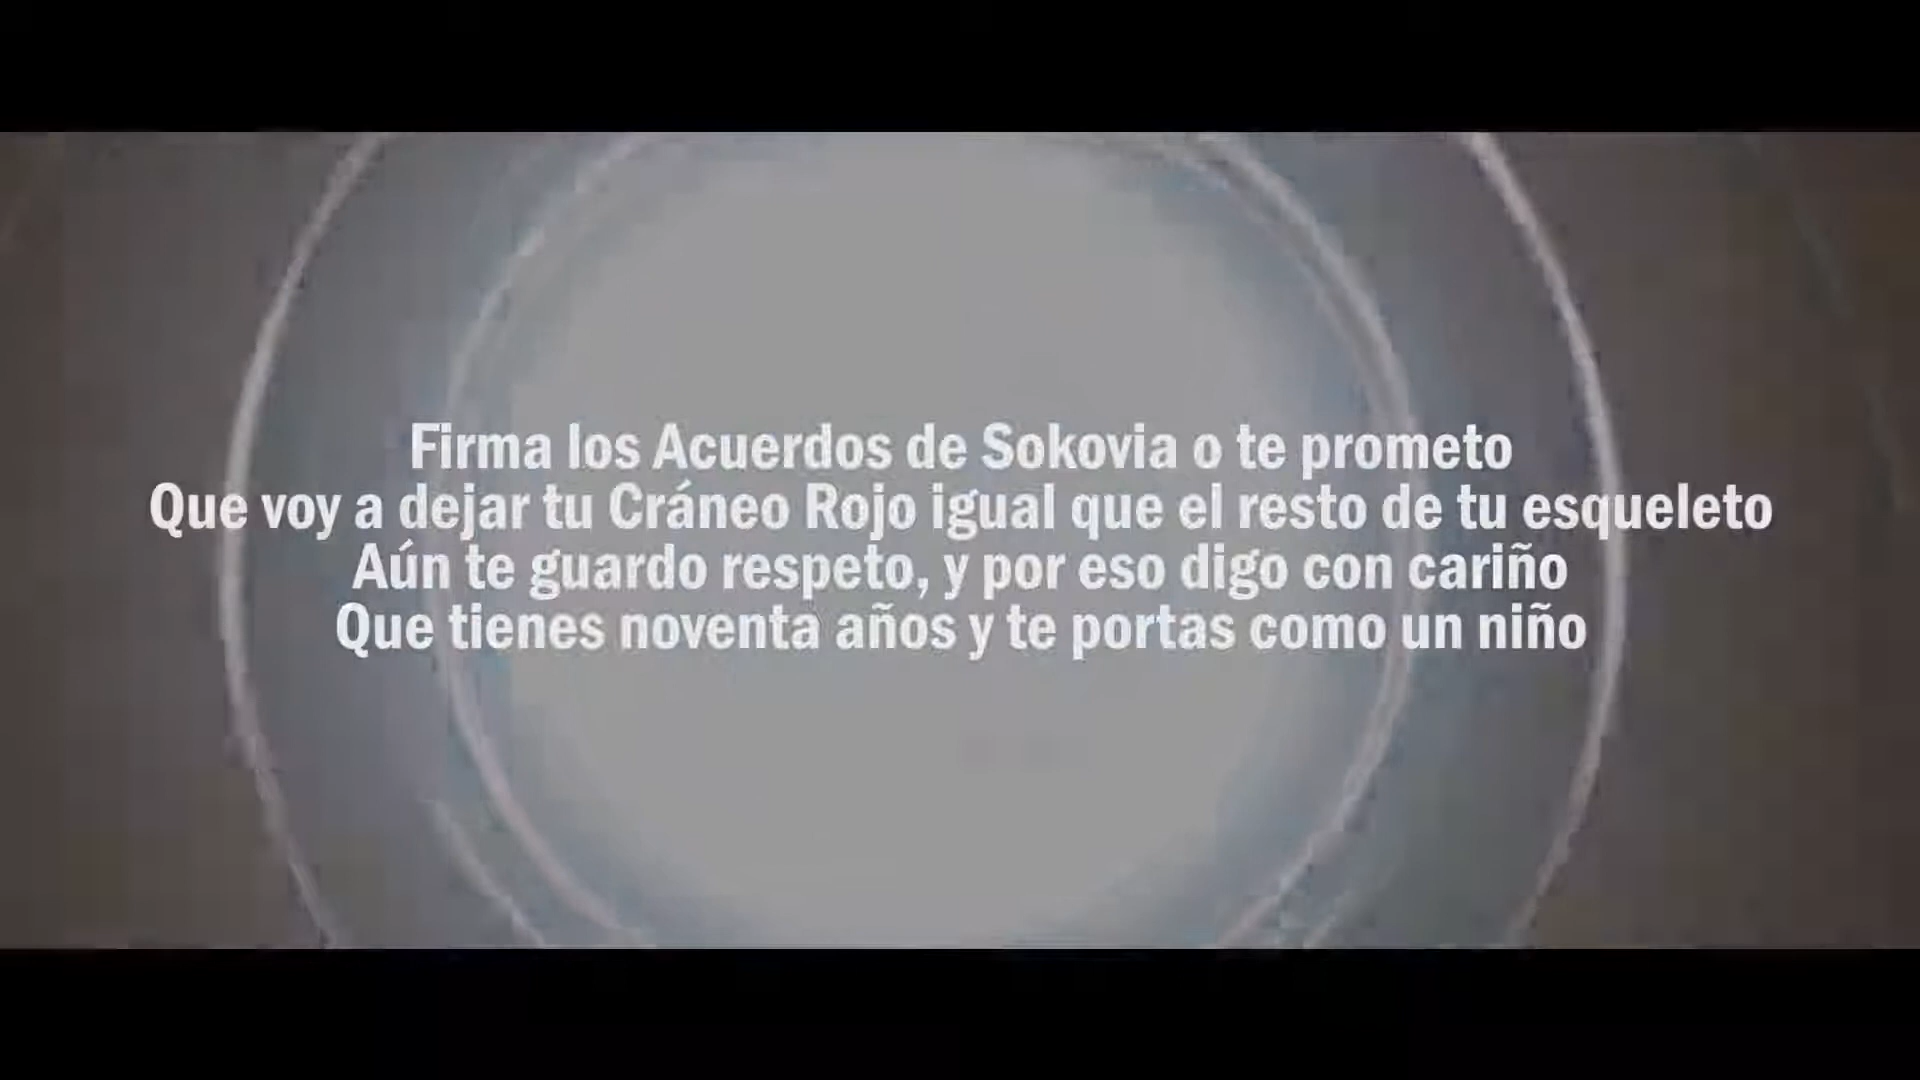 Firma los Acuerdos de Sokovia o te prometo
Que voy a dejar tu Cráneo Rojo igual que el resto de tu esqueleto
Aún te guardo respeto, y por eso digo con cariño
Que tienes noventa años y te portas como un niño